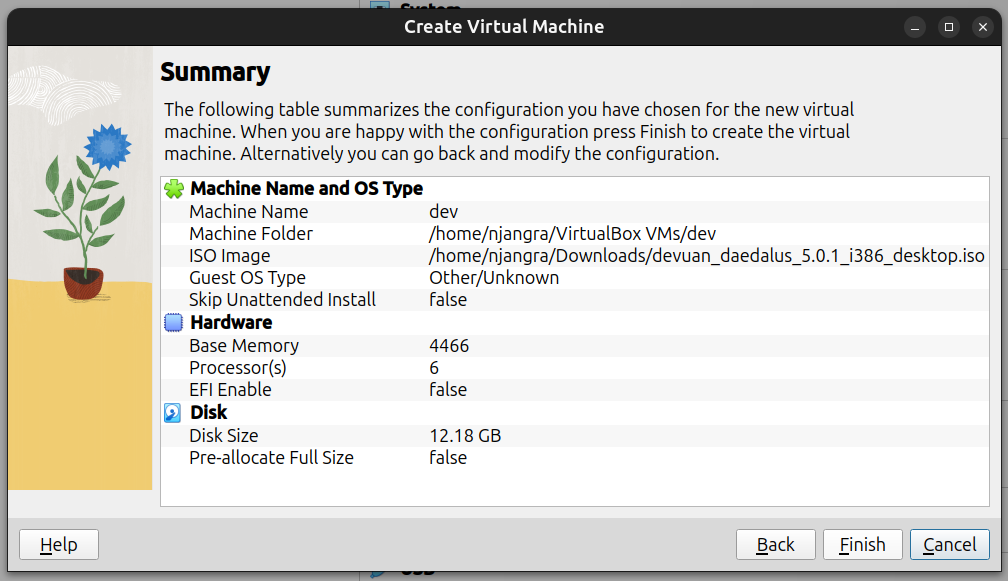 System
Create Virtual Machine
Summary
The following table summarizes the configuration you have chosen for the new virtual
machine. When you are happy with the configuration press Finish to create the virtual
machine. Alternatively you can go back and modify the configuration.
Machine Name and OS Type
Machine Name dev
Machine Folder /home/njangra/VirtualBox VMs/dev
ISO Image /home/njangra/Downloads/devuan_daedalus_5.0.1_i386_desktop.iso
Guest OS Type Other/Unknown
Skip Unattended Install false
Hardware
Base Memory 4466
Processor(s) 6
EFI Enable false
Disk
Disk Size 12.18 GB
Pre-allocate Full Size false
Help Back Finish Cancel
USB